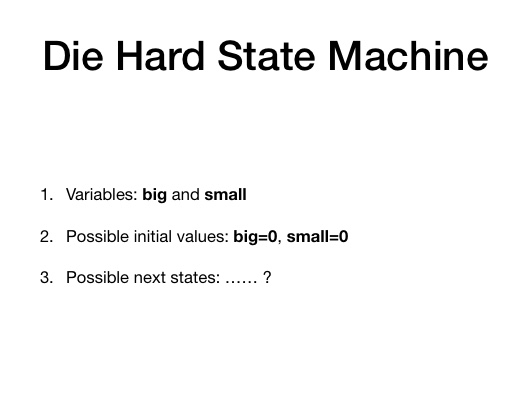 Die Hard State Machine
1. Variables: big and small
2. Possible initial values: big=0, small=0
3. Possible next states: …… ?